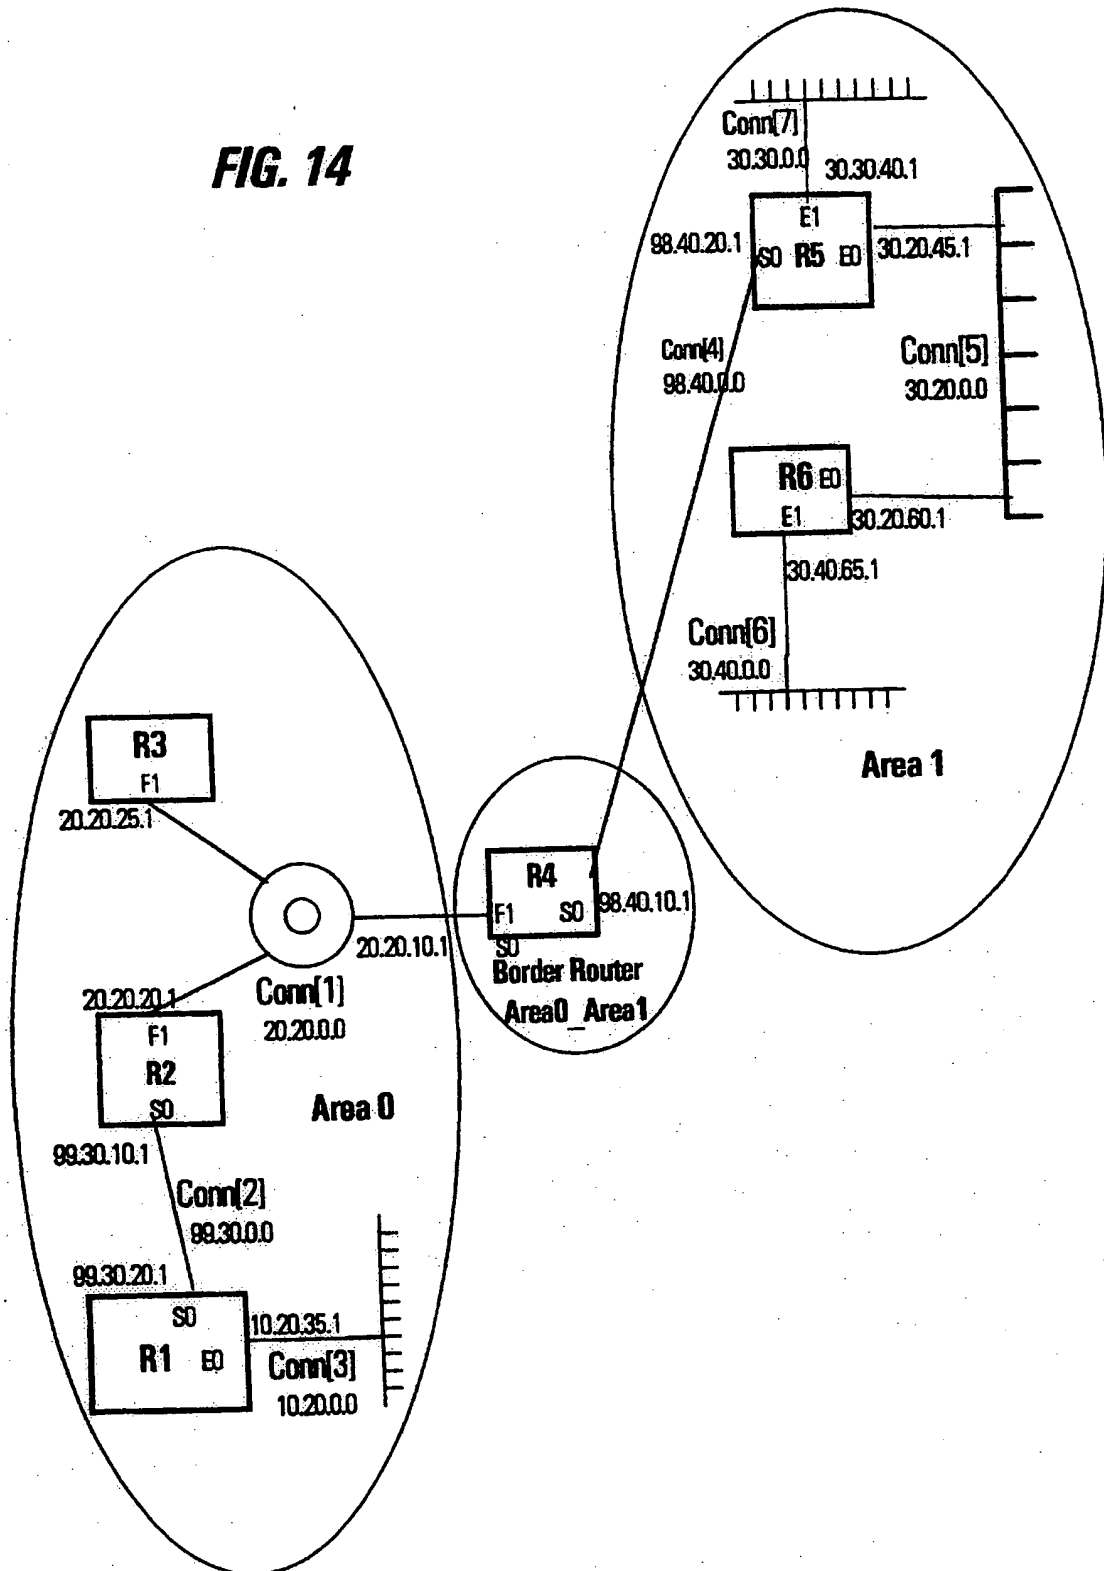 FIG. 14
Conn[7]
30.30.0.0
30.30.40.1
E1
98.40.20.1
S0 R5 E0
30.20.45.1
Conn[4]
98.40.0.0
Conn[5]
30.20.0.0
R6 E0
E1
30.20.60.1
30.40.65.1
Conn[6]
30.40.0.0
Area 1
R3
F1
20.20.25.1
R4
F1
S0
98.40.10.1
S0
20.20.10.1
Border Router
Area0_Area1
Conn[1]
20.20.0.0
20.20.20.1
F1
R2
S0
Area 0
99.30.10.1
Conn[2]
99.30.0.0
99.30.20.1
S0
R1 E0
10.20.35.1
Conn[3]
10.20.0.0